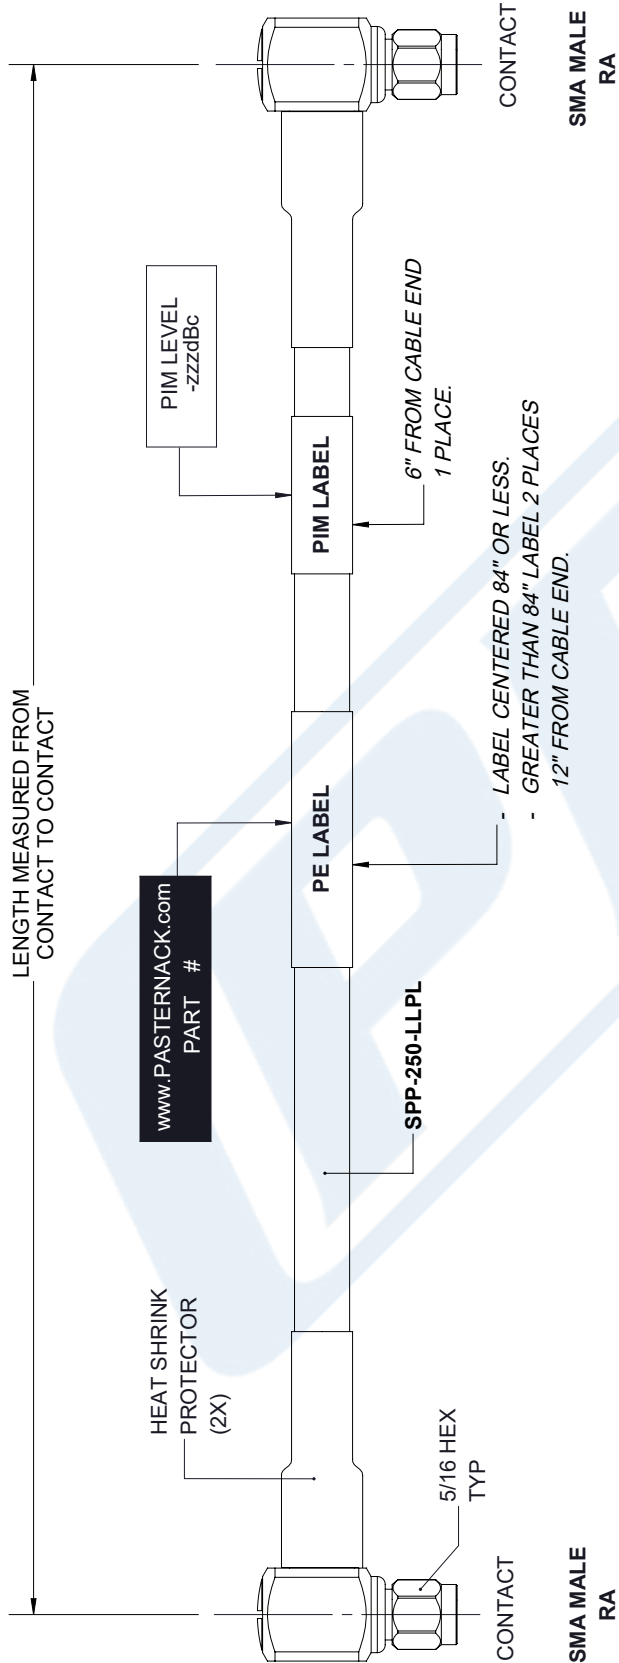 LENGTH MEASURED FROM
CONTACT TO CONTACT
HEAT SHRINK
PROTECTOR
(2X)
www.PASTERNACK.com
PART #
PIM LEVEL
-zzzdBc
PE LABEL
PIM LABEL
5/16 HEX
TYP
SPP-250-LLPL
- LABEL CENTERED 84" OR LESS.
- GREATER THAN 84" LABEL 2 PLACES
12" FROM CABLE END.
6" FROM CABLE END
1 PLACE.
CONTACT
SMA MALE
RA
CONTACT
SMA MALE
RA